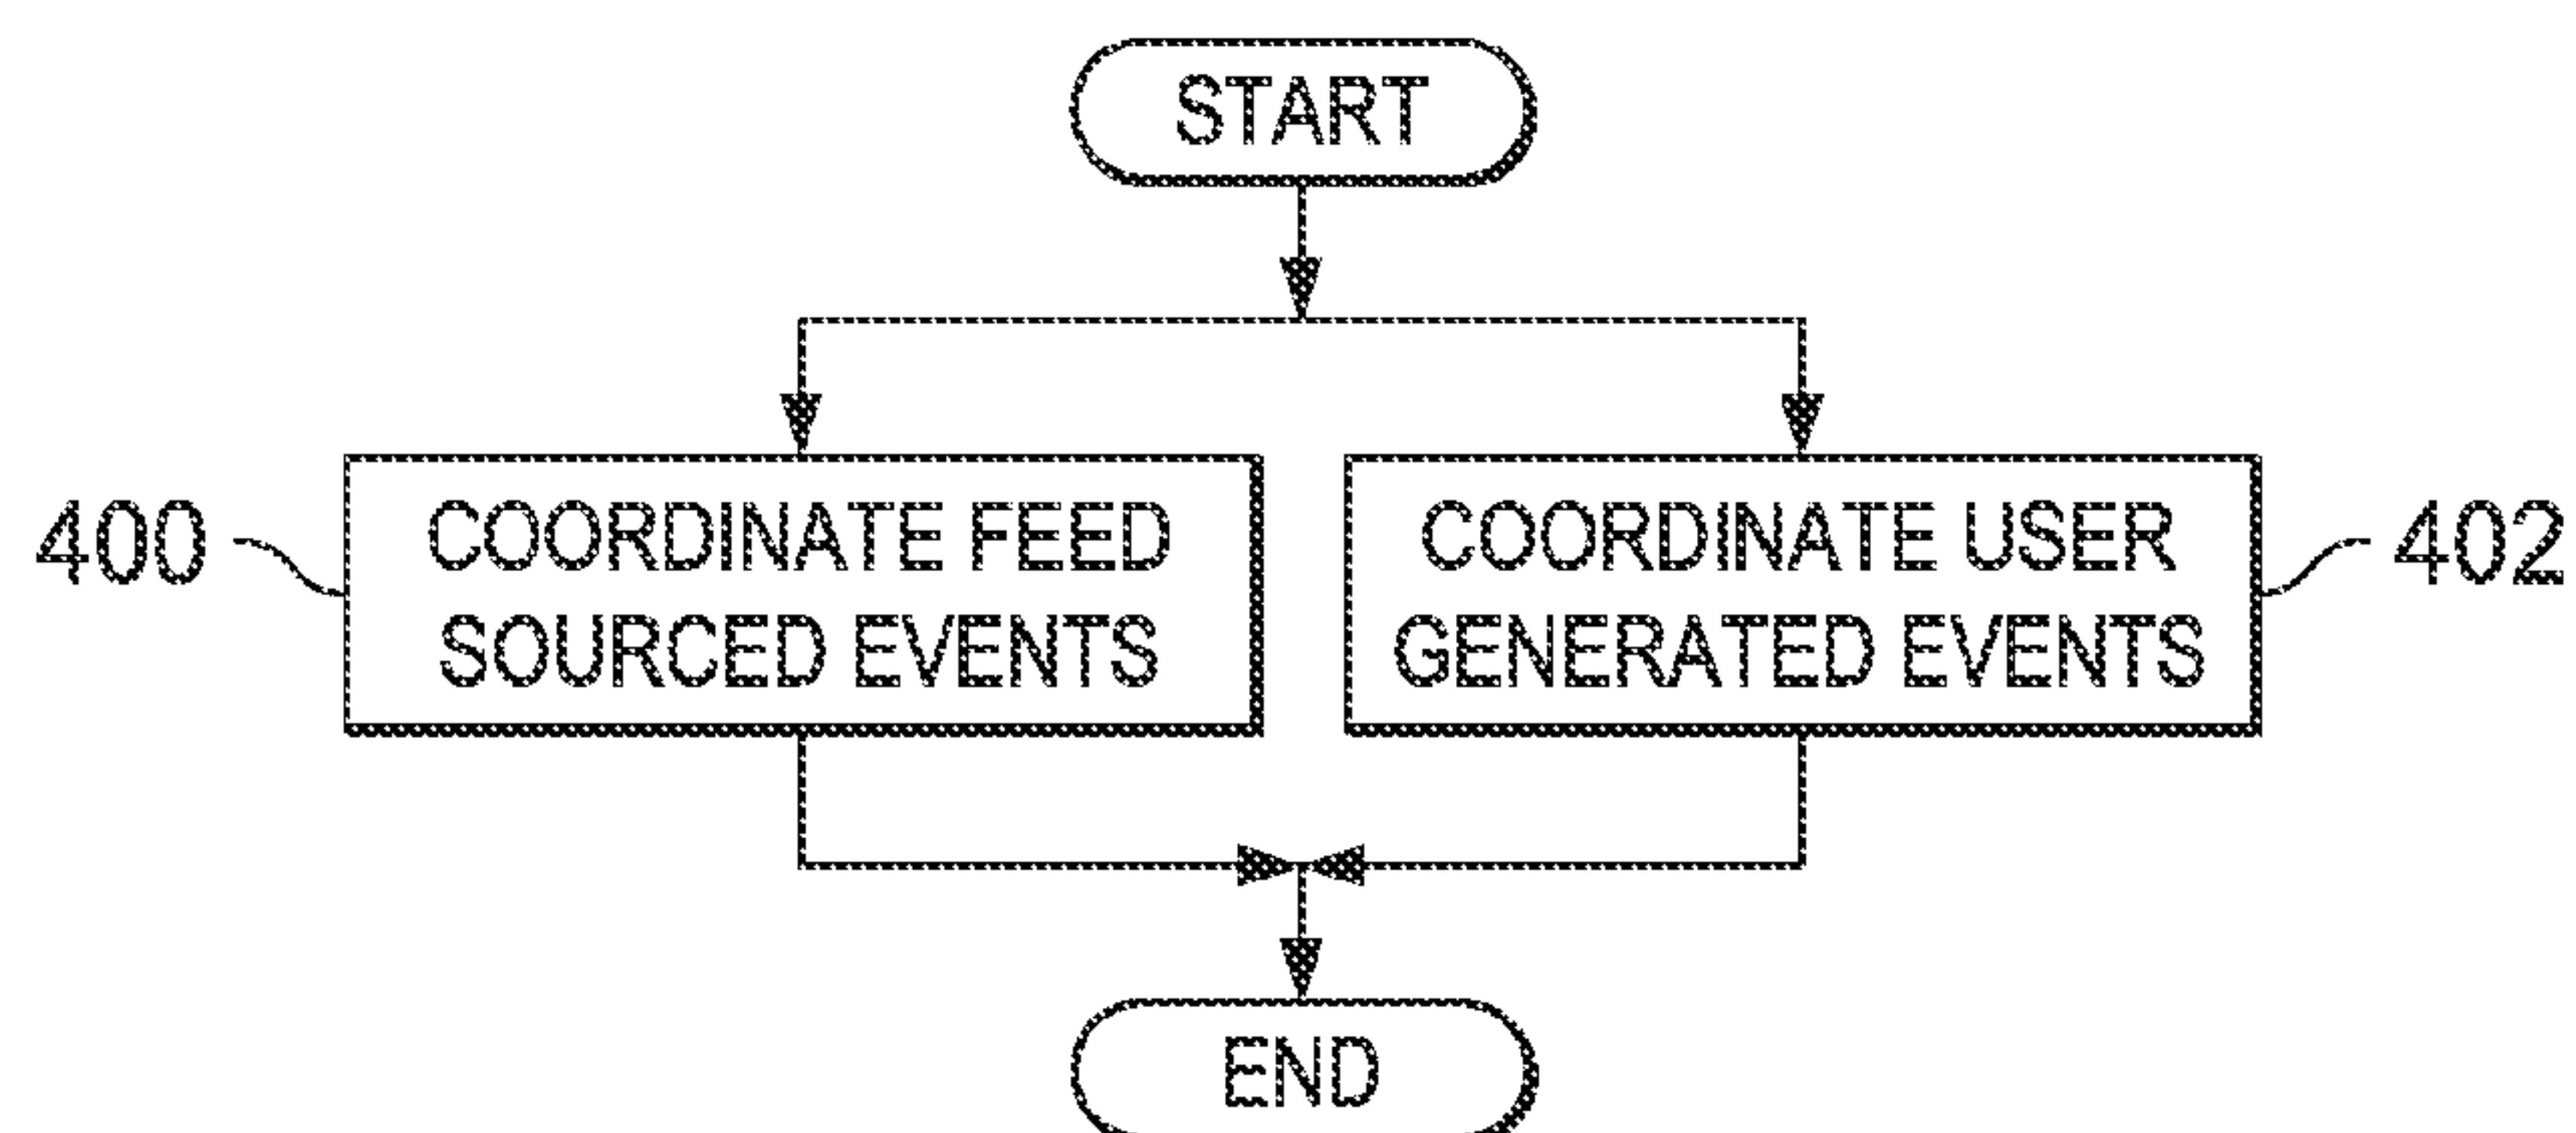 START
400
COORDINATE FEED
SOURCED EVENTS
COORDINATE USER
GENERATED EVENTS
402
END